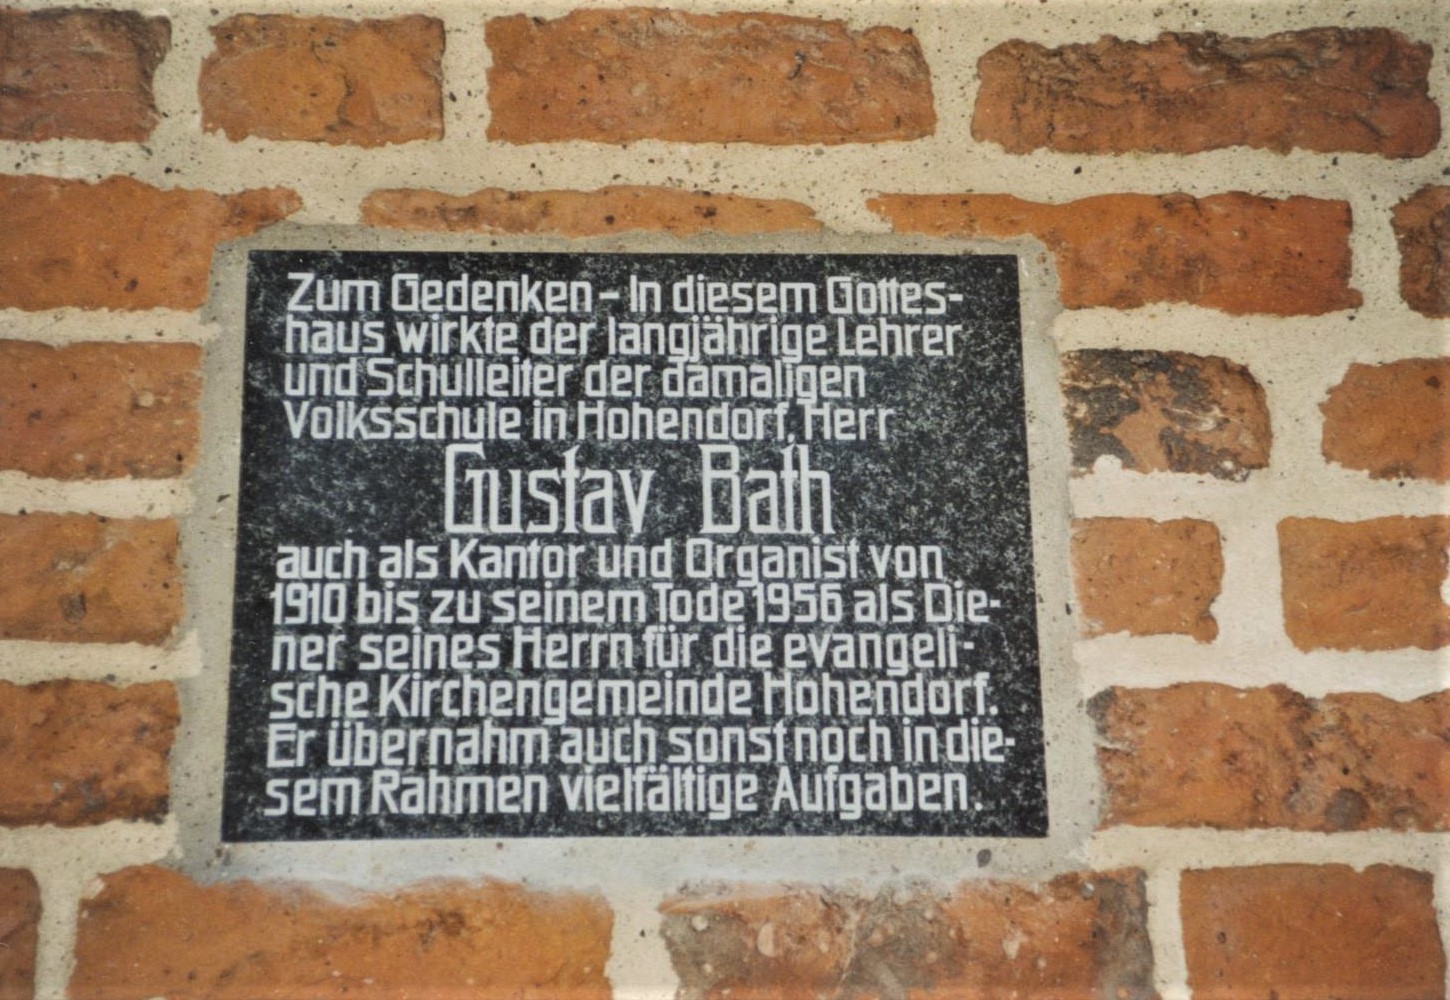 Zum Gedenken – In diesem Gottes-
haus wirkte der langjährige Lehrer
und Schulleiter der damaligen
Volksschule in Hohendorf, Herr
Gustav Bath
auch als Kantor und Organist von
1910 bis zu seinem Tode 1956 als Die-
ner seines Herrn für die evangeli-
sche Kirchengemeinde Hohendorf.
Er übernahm auch sonst noch in die-
sem Rahmen vielfältige Aufgaben.